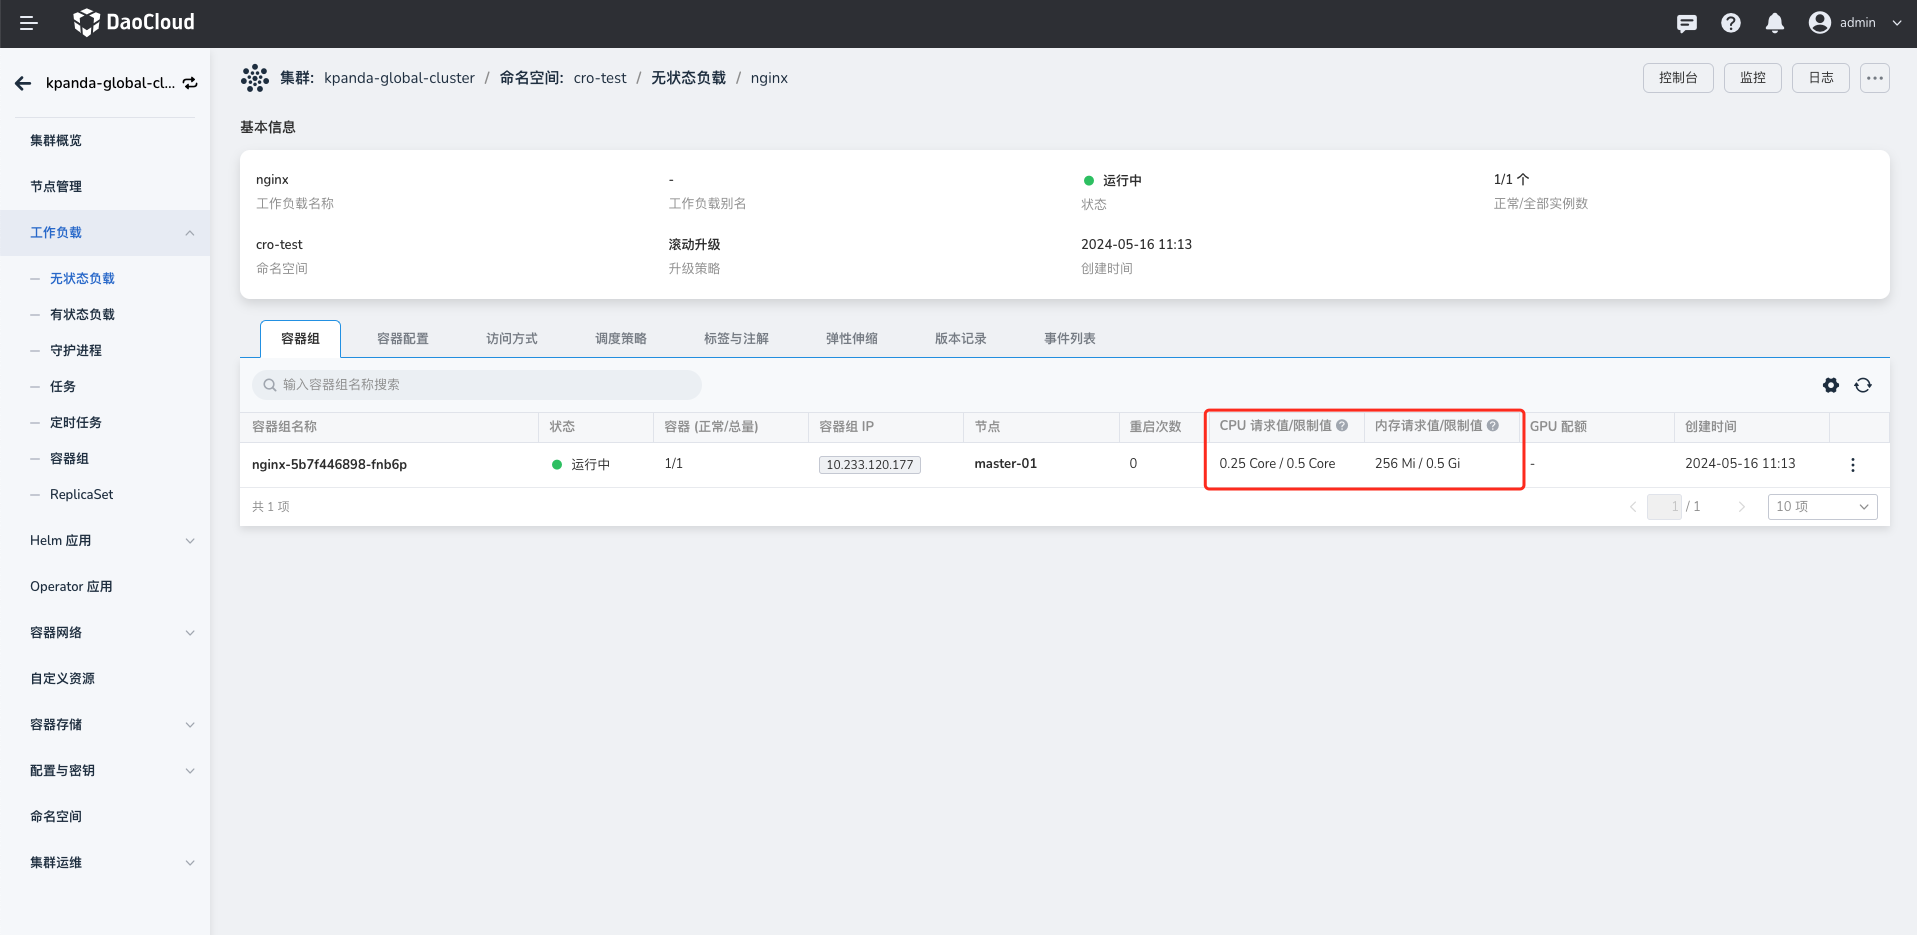 DaoCloud
admin
kpanda-global-cl...
集群: kpanda-global-cluster / 命名空间: cro-test / 无状态负载 / nginx
控制台 监控 日志
集群概览
节点管理
工作负载
无状态负载
有状态负载
守护进程
任务
定时任务
容器组
ReplicaSet
Helm 应用
Operator 应用
容器网络
自定义资源
容器存储
配置与密钥
命名空间
集群运维
基本信息
nginx - 运行中 1/1 个
工作负载名称 工作负载别名 状态 正常/全部实例数
cro-test 滚动升级 2024-05-16 11:13
命名空间 升级策略 创建时间
容器组 容器配置 访问方式 调度策略 标签与注解 弹性伸缩 版本记录 事件列表
输入容器组名称搜索
容器组名称 状态 容器 (正常/总量) 容器组 IP 节点 重启次数 CPU 请求值/限制值 内存请求值/限制值 GPU 配额 创建时间
nginx-5b7f446898-fnb6p 运行中 1/1 10.233.120.177 master-01 0 0.25 Core / 0.5 Core 256 Mi / 0.5 Gi - 2024-05-16 11:13
共 1 项 1 / 1 10 项